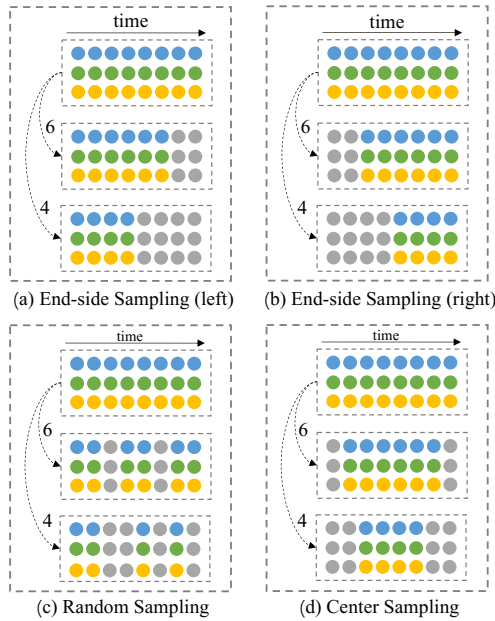 time
6
4
(a) End-side Sampling (left)
time
6
4
(b) End-side Sampling (right)
time
6
4
(c) Random Sampling
time
6
4
(d) Center Sampling